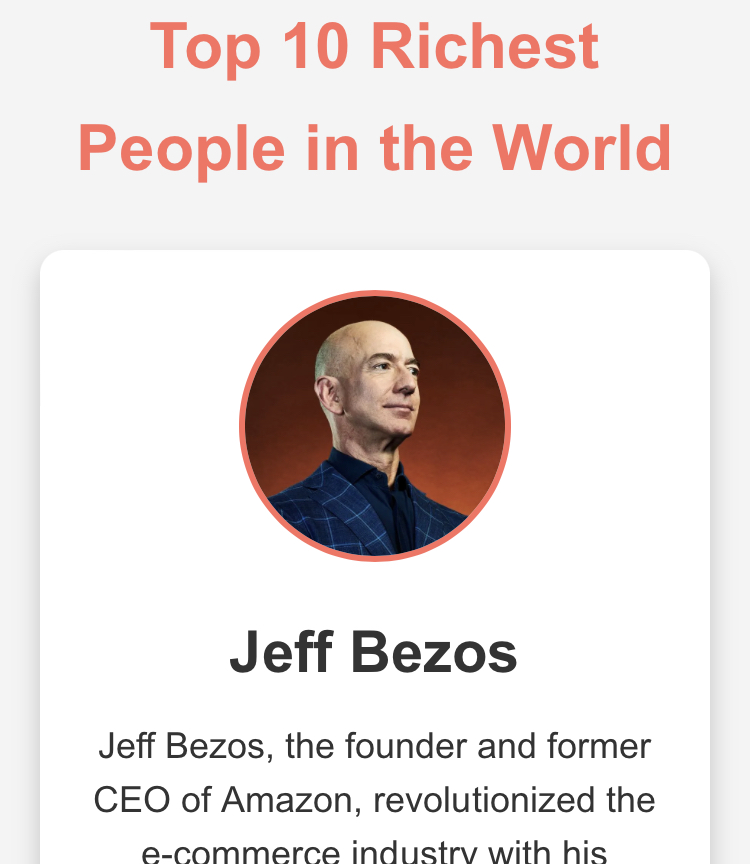 Top 10 Richest
People in the World
Jeff Bezos
Jeff Bezos, the founder and former
CEO of Amazon, revolutionized the
e-commerce industry with his